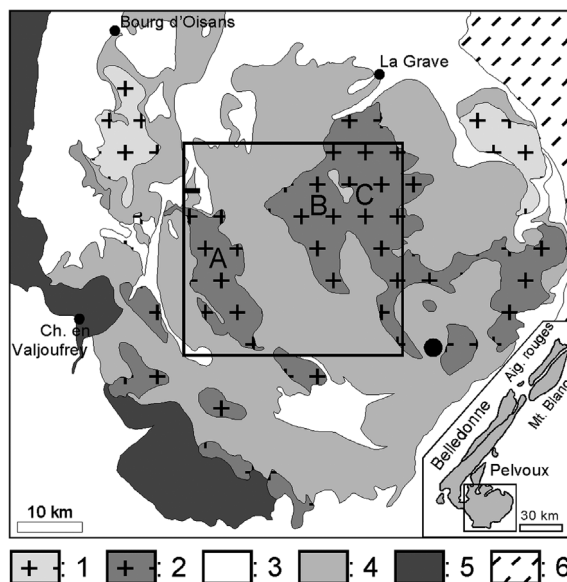 Bourg d'Oisans
La Grave
B
C
A
Ch. en
Valjoufrey
Aig. rouges
Mt. Blanc
Belledonne
Pelvoux
10 km
30 km
: 1
: 2
: 3
: 4
: 5
: 6